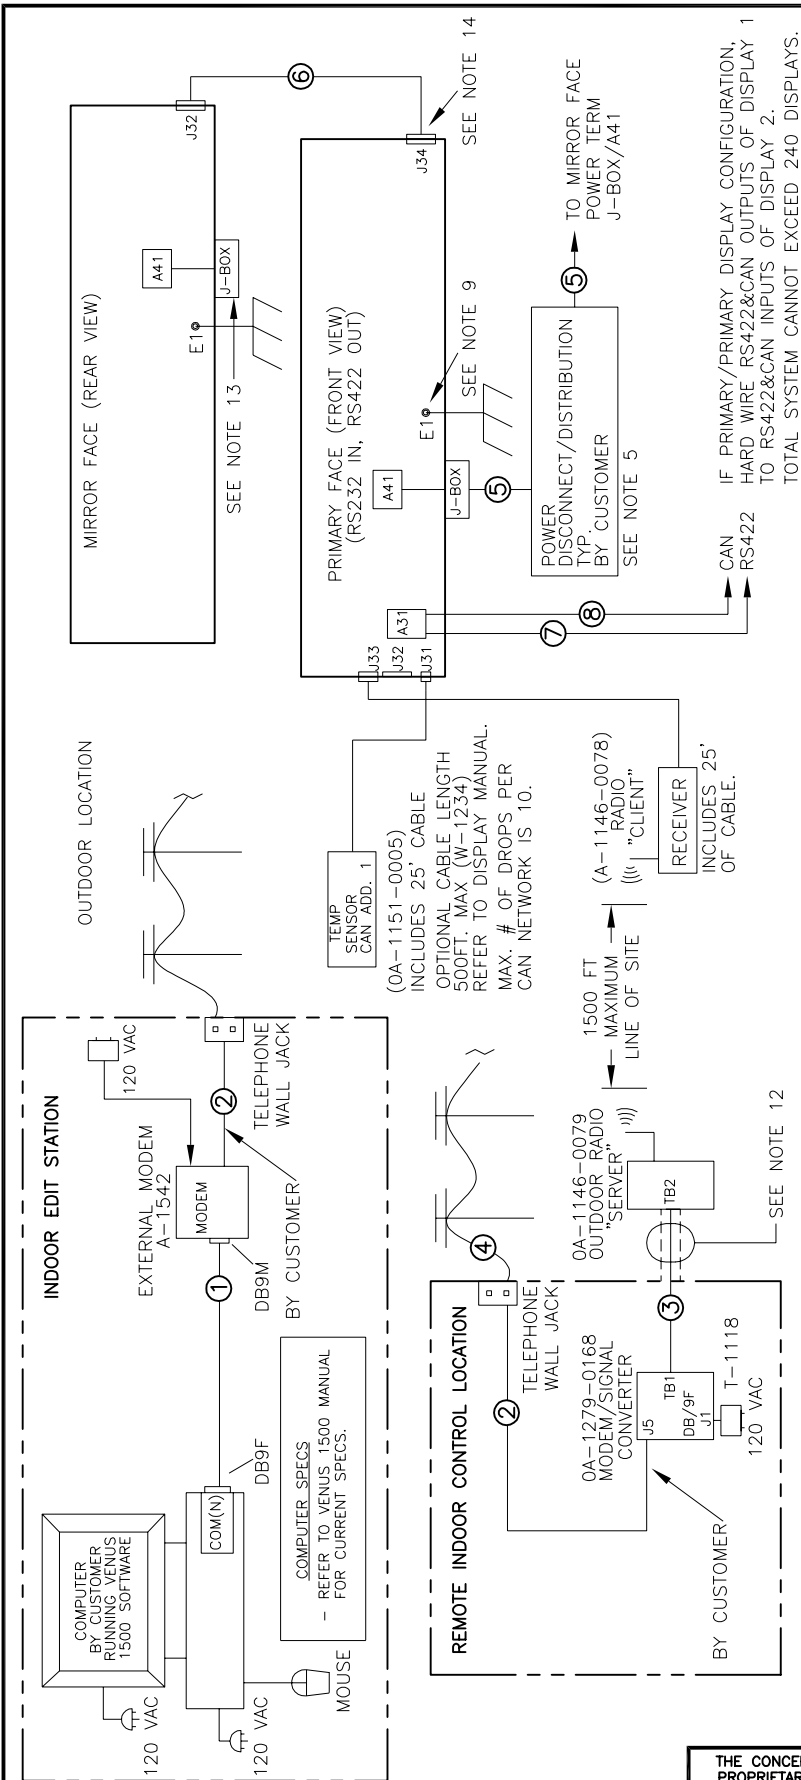 INDOOR EDIT STATION
COMPUTER
BY CUSTOMER
RUNNING VENUS
1500 SOFTWARE
120 VAC
120 VAC
MOUSE
COM(N)
DB9F
COMPUTER SPECS
- REFER TO VENUS 1500 MANUAL
FOR CURRENT SPECS.
1
DB9M
EXTERNAL MODEM
A-1542
MODEM
120 VAC
2
BY CUSTOMER
TELEPHONE
WALL JACK
OUTDOOR LOCATION
REMOTE INDOOR CONTROL LOCATION
BY CUSTOMER
2
TELEPHONE
WALL JACK
4
0A-1279-0168
MODEM/SIGNAL
CONVERTER
J5
TB1
DB/9F
J1
T-1118
120 VAC
3
0A-1146-0079
OUTDOOR RADIO
"SERVER"
TB2
SEE NOTE 12
1500 FT
MAXIMUM
LINE OF SITE
(A-1146-0078)
RADIO
"CLIENT"
RECEIVER
INCLUDES 25'
OF CABLE.
TEMP
SENSOR
CAN ADD. 1
(0A-1151-0005)
INCLUDES 25' CABLE
OPTIONAL CABLE LENGTH
500FT. MAX (W-1234)
REFER TO DISPLAY MANUAL.
MAX. # OF DROPS PER
CAN NETWORK IS 10.
MIRROR FACE (REAR VIEW)
A41
J-BOX
E1
J32
SEE NOTE 13
6
PRIMARY FACE (FRONT VIEW)
(RS232 IN, RS422 OUT)
J33
J32
J31
A31
A41
J-BOX
E1
J34
SEE NOTE 14
SEE NOTE 9
5
POWER
DISCONNECT/DISTRIBUTION
TYP.
BY CUSTOMER
SEE NOTE 5
5
TO MIRROR FACE
POWER TERM
J-BOX/A41
7
8
CAN
RS422
IF PRIMARY/PRIMARY DISPLAY CONFIGURATION,
HARD WIRE RS422&CAN OUTPUTS OF DISPLAY 1
TO RS422&CAN INPUTS OF DISPLAY 2.
TOTAL SYSTEM CANNOT EXCEED 240 DISPLAYS.